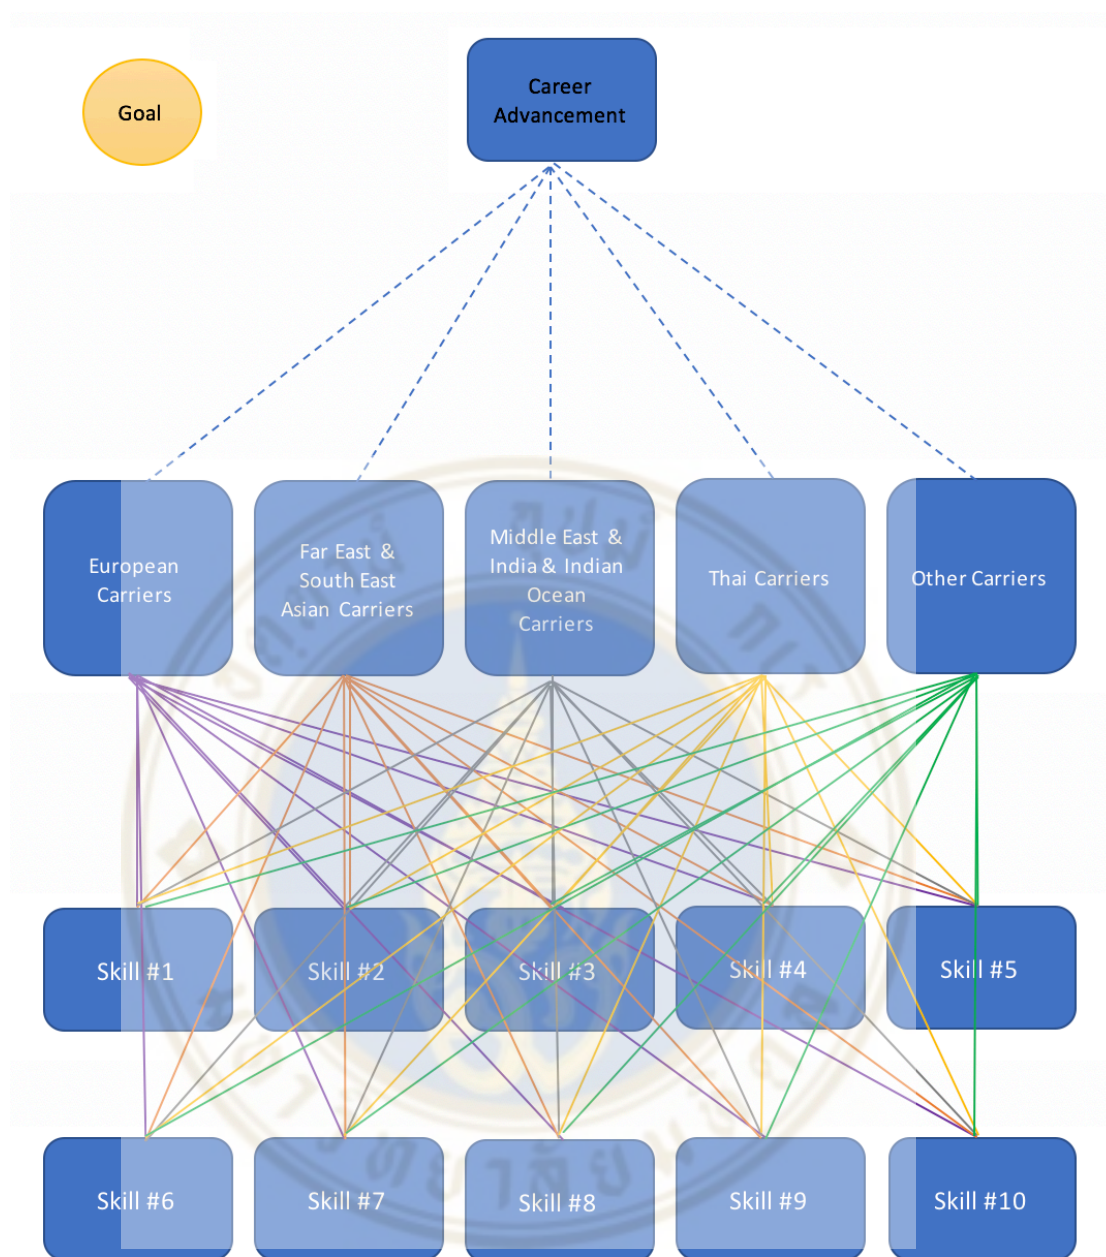 Goal
Career
Advancement
European
Carriers
Far East &
South East
Asian Carriers
Middle East &
India & Indian
Ocean
Carriers
Thai Carriers
Other Carriers
Skill #1
Skill #2
Skill #3
Skill #4
Skill #5
Skill #6
Skill #7
Skill #8
Skill #9
Skill #10